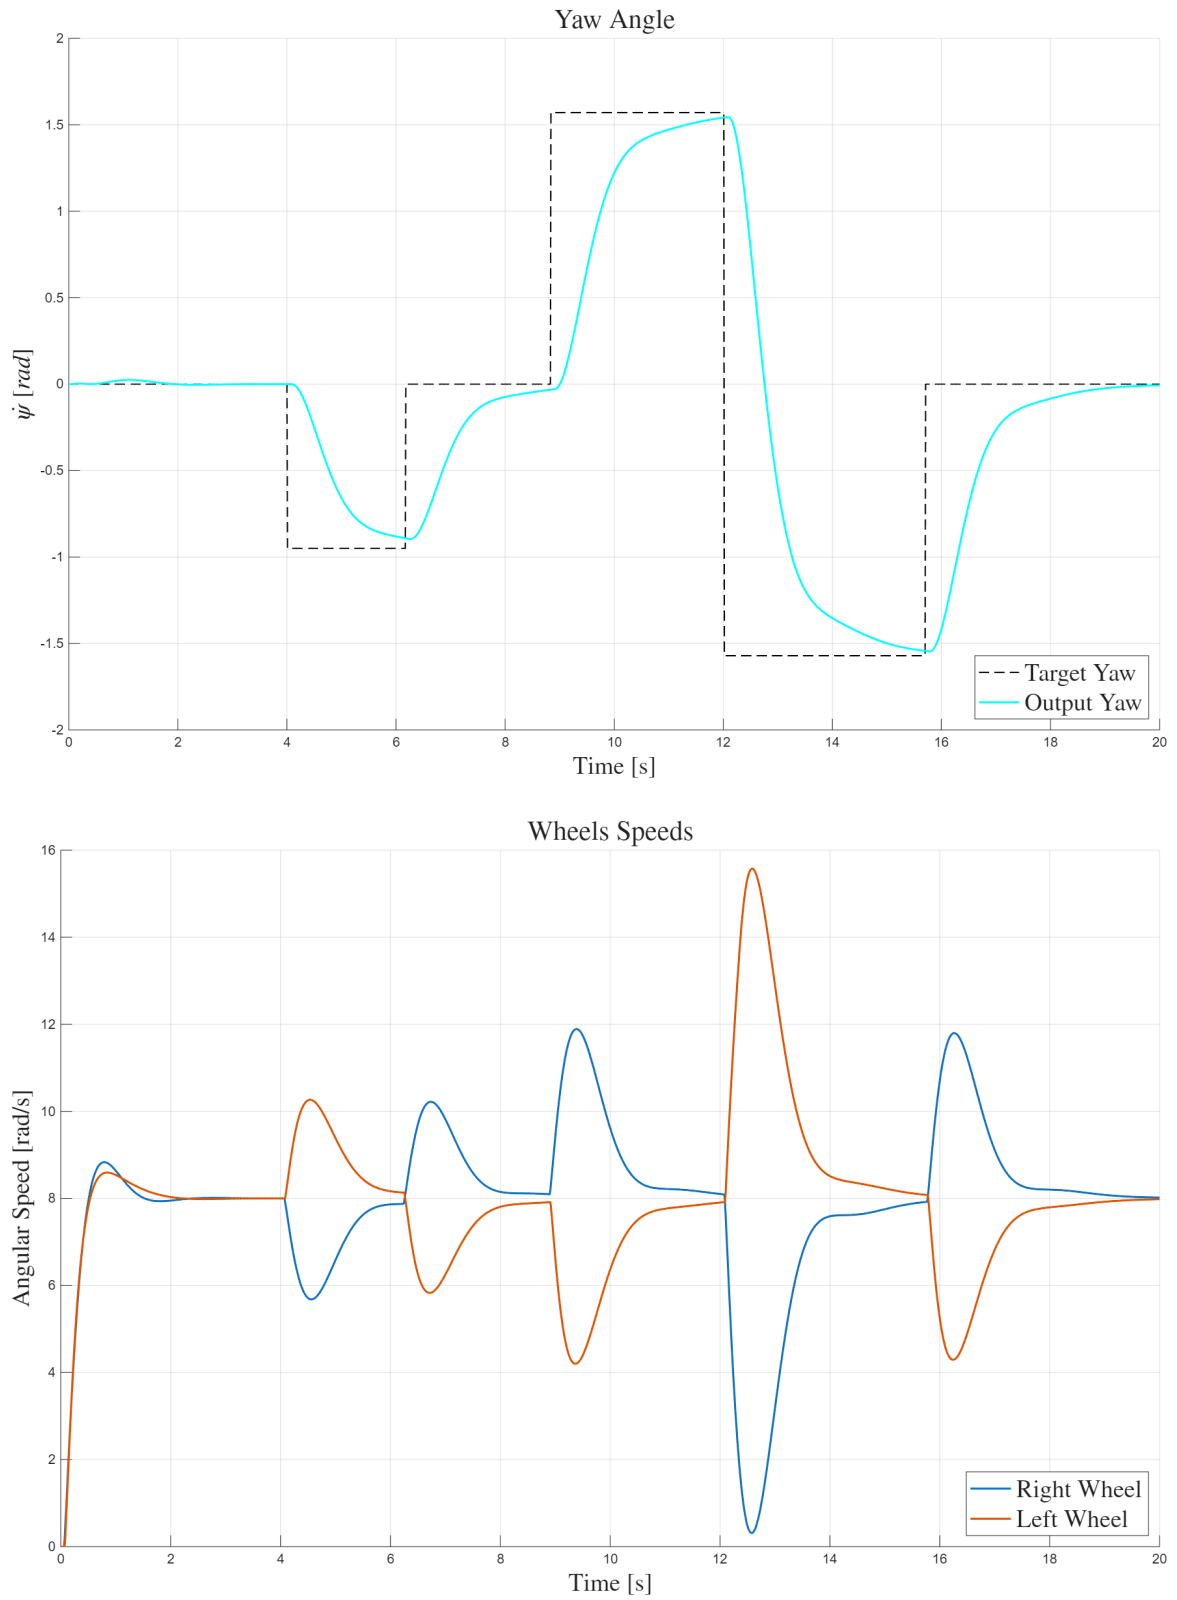 Yaw Angle
2
1.5
1
0.5
0
-0.5
-1
-1.5
-2
ψ̇ [rad]
0 2 4 6 8 10 12 14 16 18 20
Time [s]
Target Yaw
Output Yaw
Wheels Speeds
16
14
12
10
8
6
4
2
0
Angular Speed [rad/s]
0 2 4 6 8 10 12 14 16 18 20
Time [s]
Right Wheel
Left Wheel